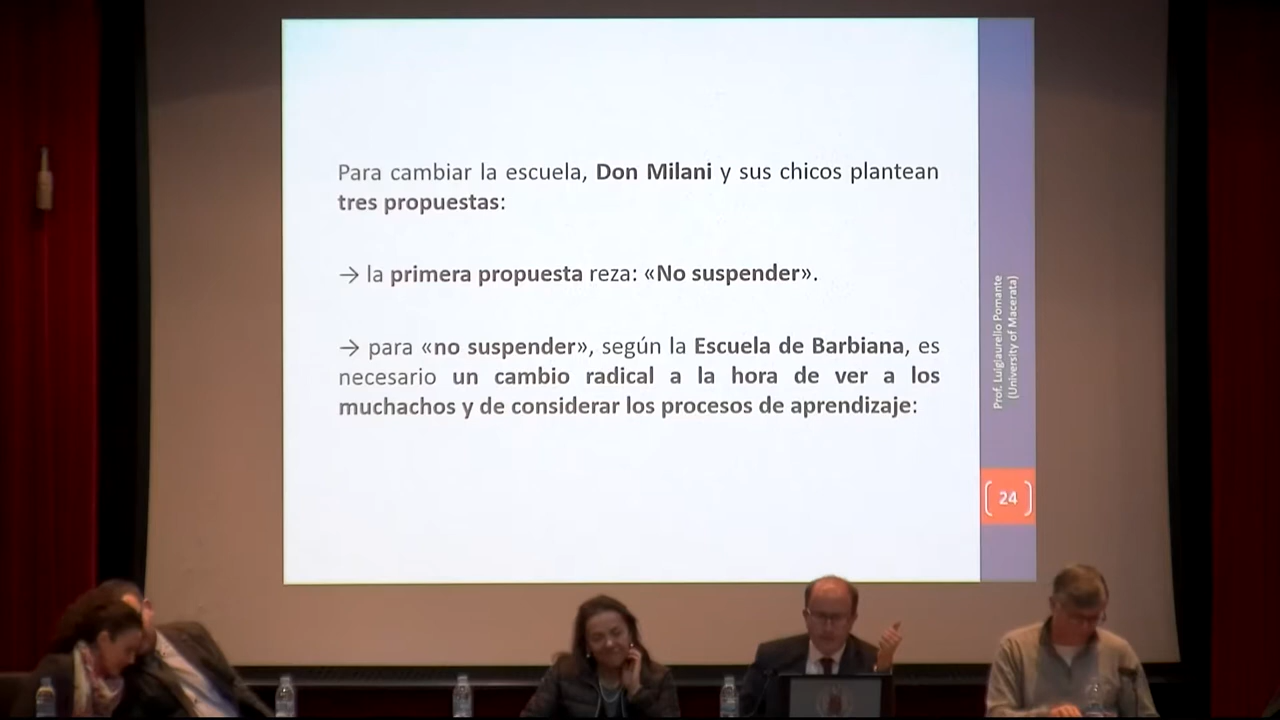 Para cambiar la escuela, Don Milani y sus chicos plantean
tres propuestas:
→ la primera propuesta reza: «No suspender».
→ para «no suspender», según la Escuela de Barbiana, es
necesario un cambio radical a la hora de ver a los
muchachos y de considerar los procesos de aprendizaje:
Prof. Luigiaurelio Pomante
(University of Macerata)
24